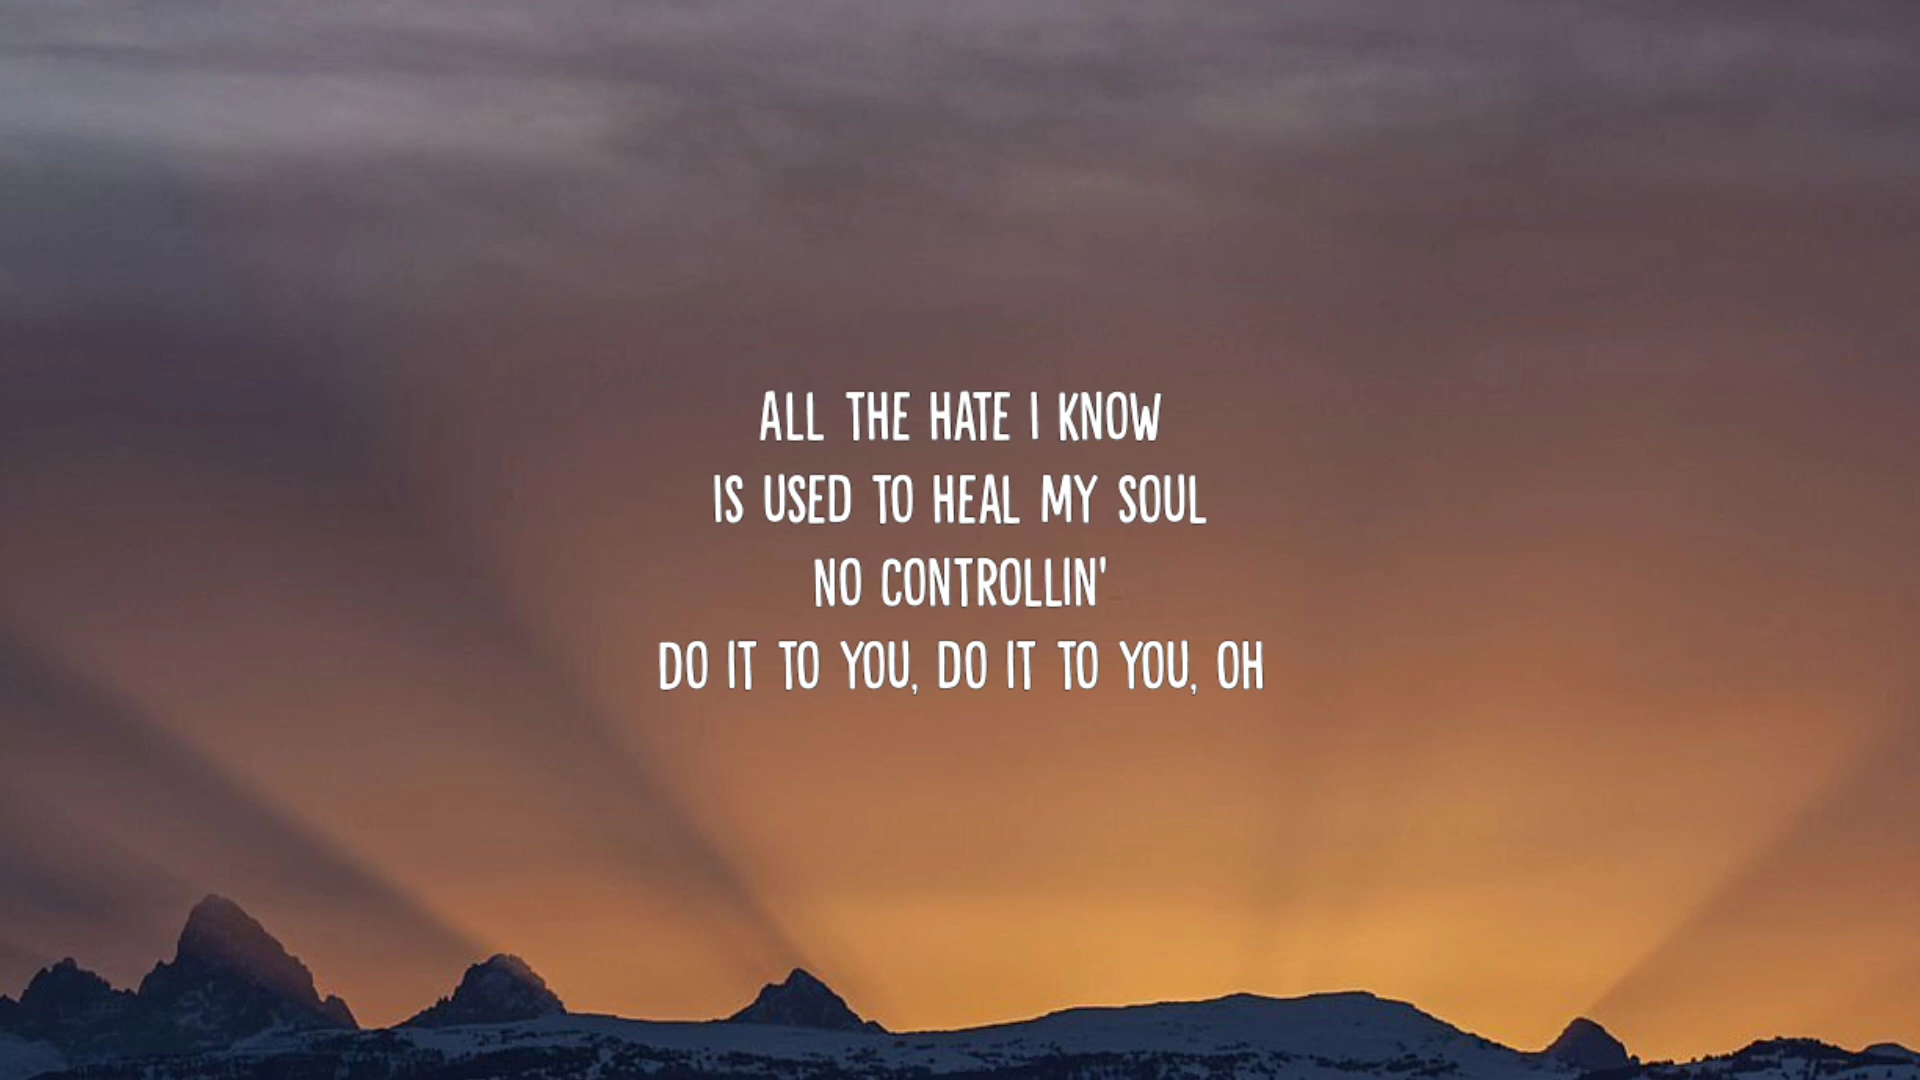 ALL THE HATE I KNOW
IS USED TO HEAL MY SOUL
NO CONTROLLIN'
DO IT TO YOU, DO IT TO YOU, OH